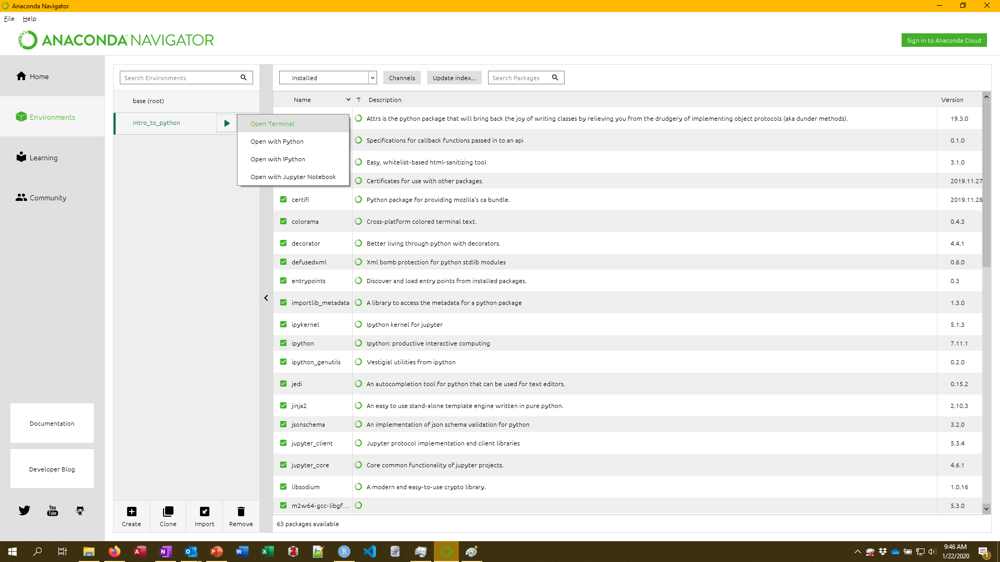 Anaconda Navigator
File Help
ANACONDA NAVIGATOR
Sign in to Anaconda Cloud
Home
Environments
Learning
Community
Documentation
Developer Blog
You Tube
Search Environments
base (root)
intro_to_python
Open Terminal
Open with Python
Open with IPython
Open with Jupyter Notebook
Create Clone Import Remove
Installed Channels Update index... Search Packages
Name T Description Version
Attrs is the python package that will bring back the joy of writing classes by relieving you from the drudgery of implementing object protocols (aka dunder methods). 19.3.0
Specifications for callback functions passed in to an api 0.1.0
Easy, whitelist-based html-sanitizing tool 3.1.0
Certificates for use with other packages. 2019.11.27
certifi Python package for providing mozilla's ca bundle. 2019.11.28
colorama Cross-platform colored terminal text. 0.4.3
decorator Better living through python with decorators. 4.4.1
defusedxml Xml bomb protection for python stdlib modules 0.6.0
entrypoints Discover and load entry points from installed packages. 0.3
importlib_metadata A library to access the metadata for a python package 1.3.0
ipykernel Ipython kernel for jupyter 5.1.3
ipython Ipython: productive interactive computing 7.11.1
ipython_genutils Vestigial utilities from ipython 0.2.0
jedi An autocompletion tool for python that can be used for text editors. 0.15.2
jinja2 An easy to use stand-alone template engine written in pure python. 2.10.3
jsonschema An implementation of json schema validation for python 3.2.0
jupyter_client Jupyter protocol implementation and client libraries 5.3.4
jupyter_core Core common functionality of jupyter projects. 4.6.1
libsodium A modern and easy-to-use crypto library. 1.0.16
m2w64-gcc-libgf... 5.3.0
63 packages available
9:46 AM
1/22/2020
1